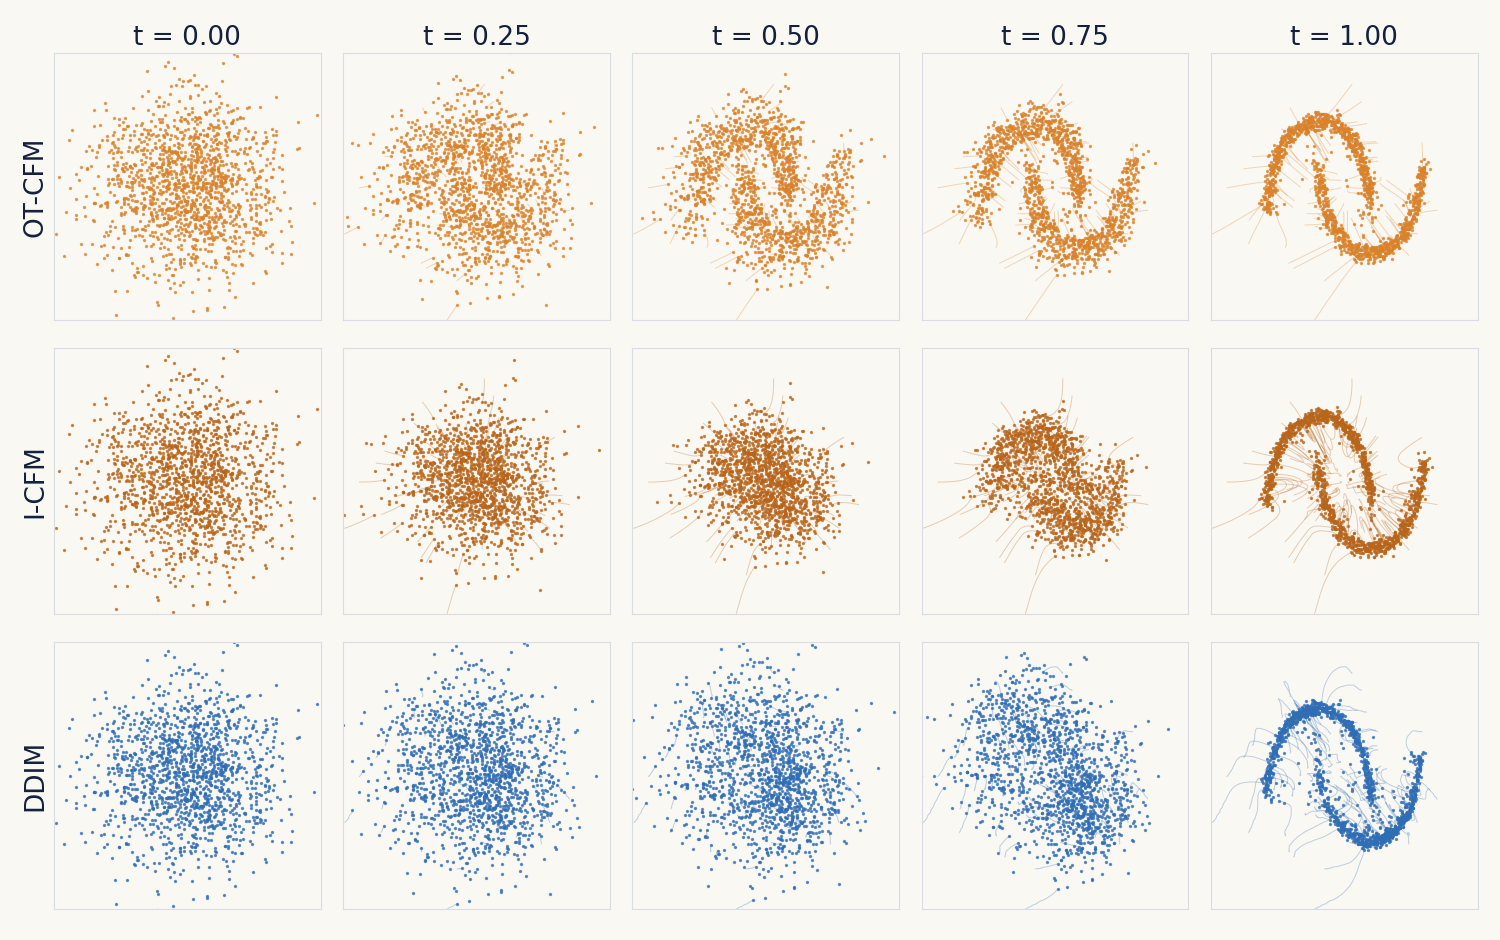 t = 0.00
t = 0.25
t = 0.50
t = 0.75
t = 1.00
OT-CFM
I-CFM
DDIM